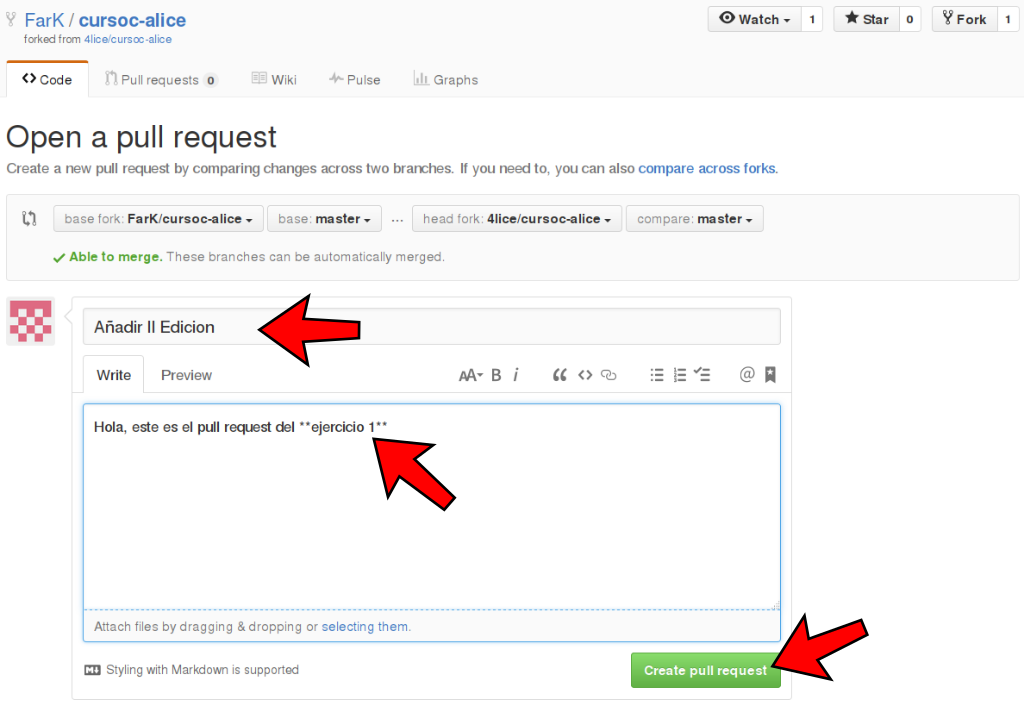 FarK / cursoc-alice
Watch 1 Star 0 Fork 1
forked from 4lice/cursoc-alice
Code Pull requests 0 Wiki Pulse Graphs
Open a pull request
Create a new pull request by comparing changes across two branches. If you need to, you can also compare across forks.
base fork: FarK/cursoc-alice base: master ... head fork: 4lice/cursoc-alice compare: master
Able to merge. These branches can be automatically merged.
Añadir II Edicion
Write Preview AA B i “ <> @
Hola, este es el pull request del **ejercicio 1**
Attach files by dragging & dropping or selecting them.
M Styling with Markdown is supported
Create pull request